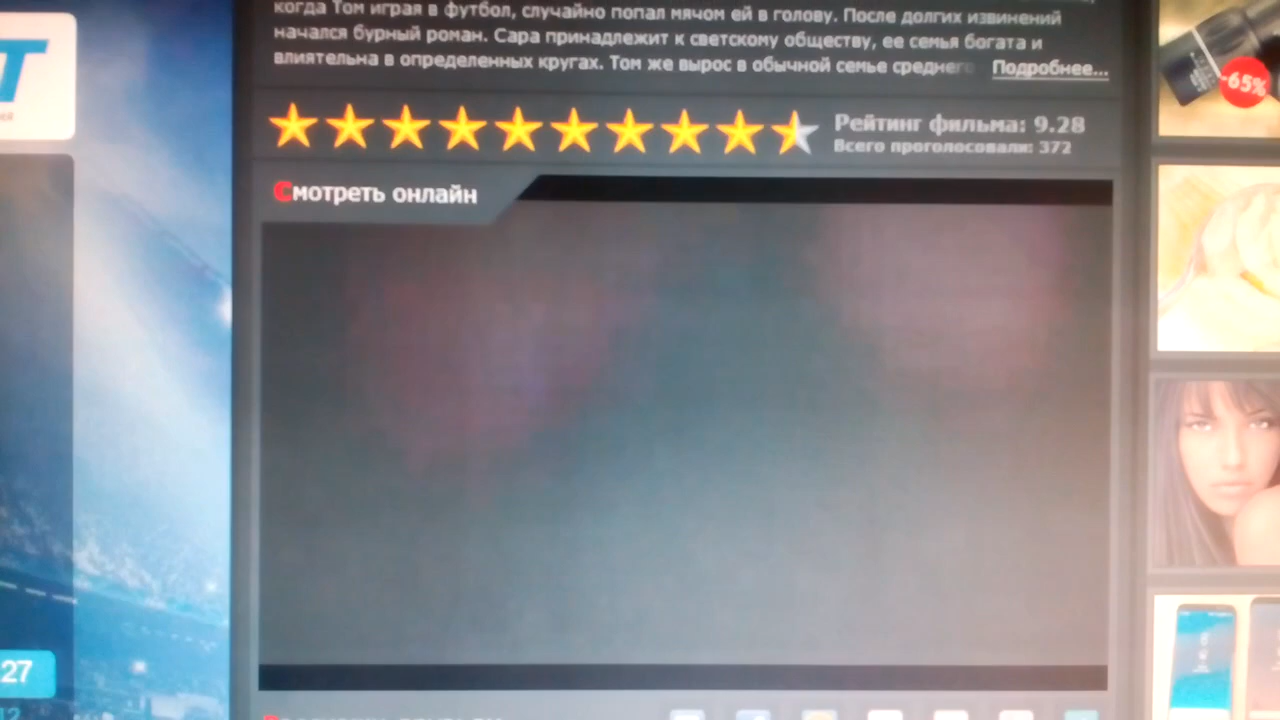 когда Том играя в футбол, случайно попал мячом ей в голову. После долгих извинений
начался бурный роман. Сара принадлежит к светскому обществу, ее семья богата и
влиятельна в определенных кругах. Том же вырос в обычной семье среднего Подробнее...
-65%
Рейтинг фильма: 9.28
Всего проголосовали: 372
Смотреть онлайн
27
12